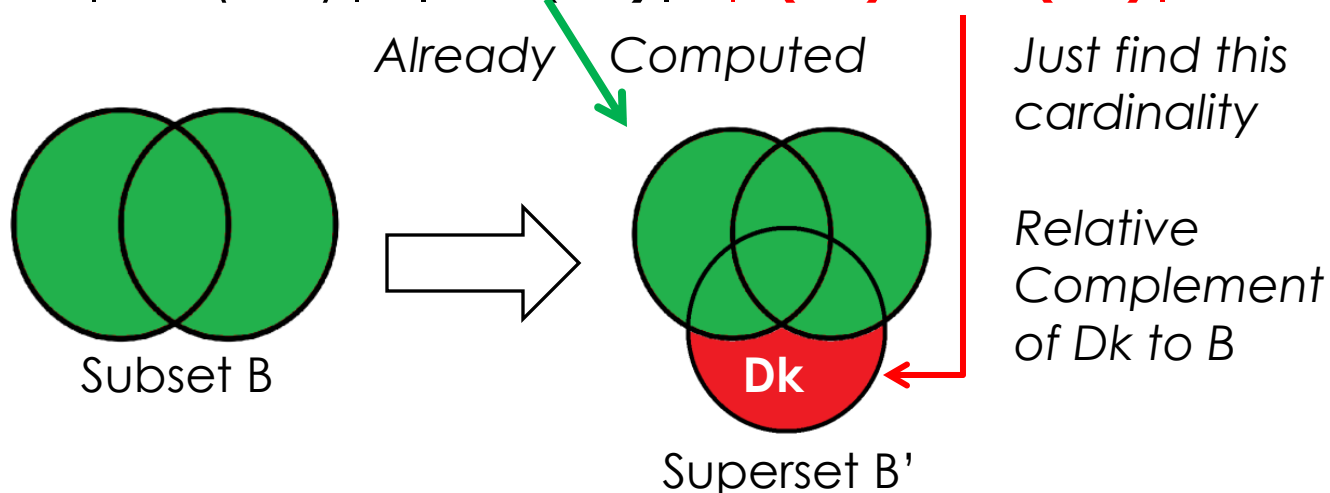 Already Computed
Just find this
cardinality
Relative
Complement
of Dk to B
Subset B
Dk
Superset B’